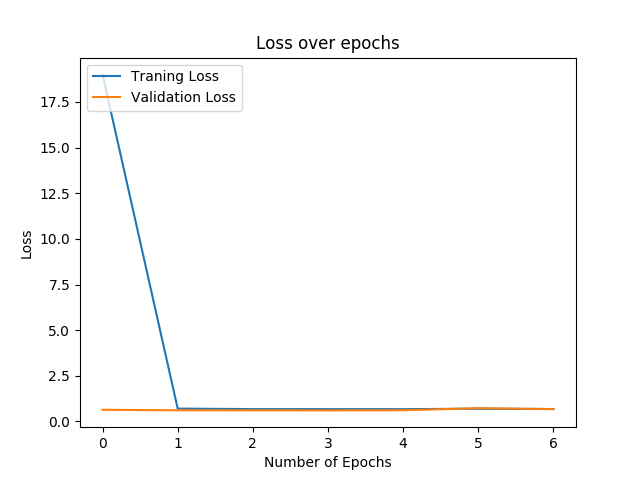 Loss over epochs
Traning Loss
Validation Loss
17.5
15.0
12.5
10.0
7.5
5.0
2.5
0.0
Loss
0 1 2 3 4 5 6
Number of Epochs